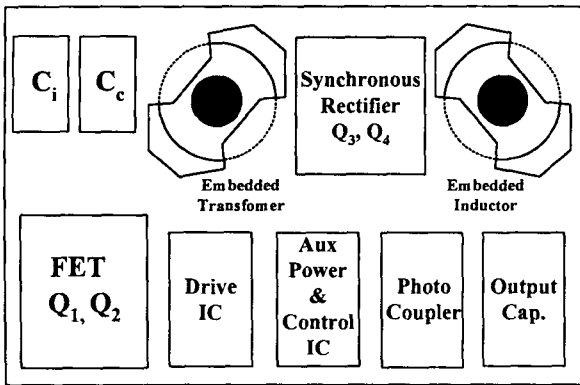 C_i
C_c
Synchronous
Rectifier
Q_3, Q_4
Embedded
Transfomer
Embedded
Inductor
FET
Q_1, Q_2
Drive
IC
Aux
Power
&
Control
IC
Photo
Coupler
Output
Cap.